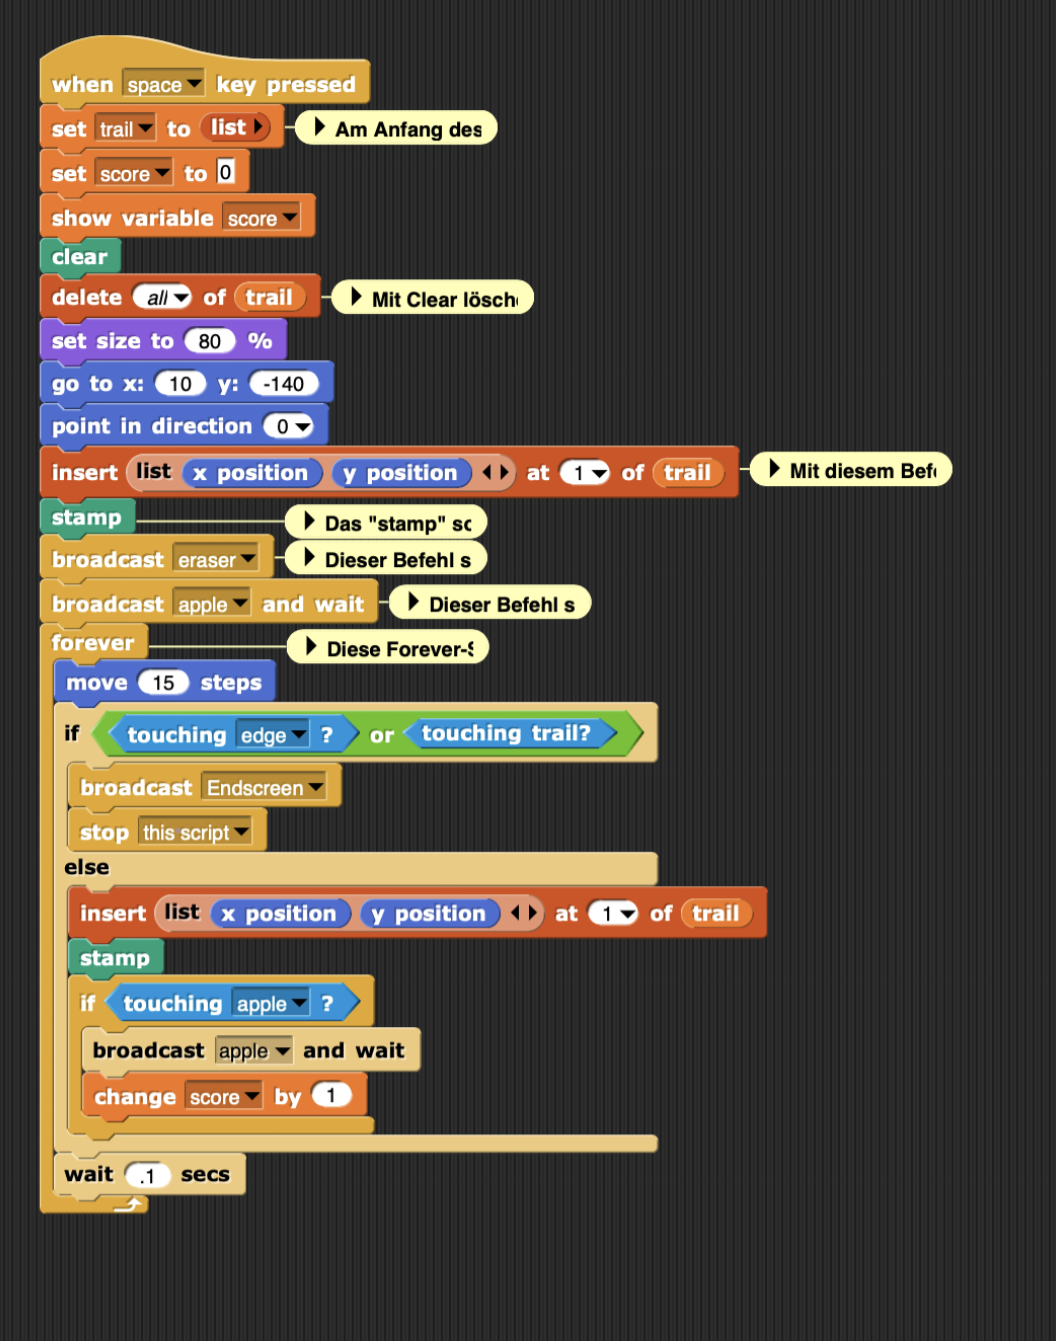 when space key pressed
set trail to list Am Anfang des
set score to 0
show variable score
clear
delete all of trail Mit Clear lösch
set size to 80 %
go to x: 10 y: -140
point in direction 0
insert list x position y position at 1 of trail Mit diesem Bef
stamp Das "stamp" sc
broadcast eraser Dieser Befehl s
broadcast apple and wait Dieser Befehl s
forever Diese Forever-S
move 15 steps
if touching edge ? or touching trail?
broadcast Endscreen
stop this script
else
insert list x position y position at 1 of trail
stamp
if touching apple ?
broadcast apple and wait
change score by 1
wait .1 secs